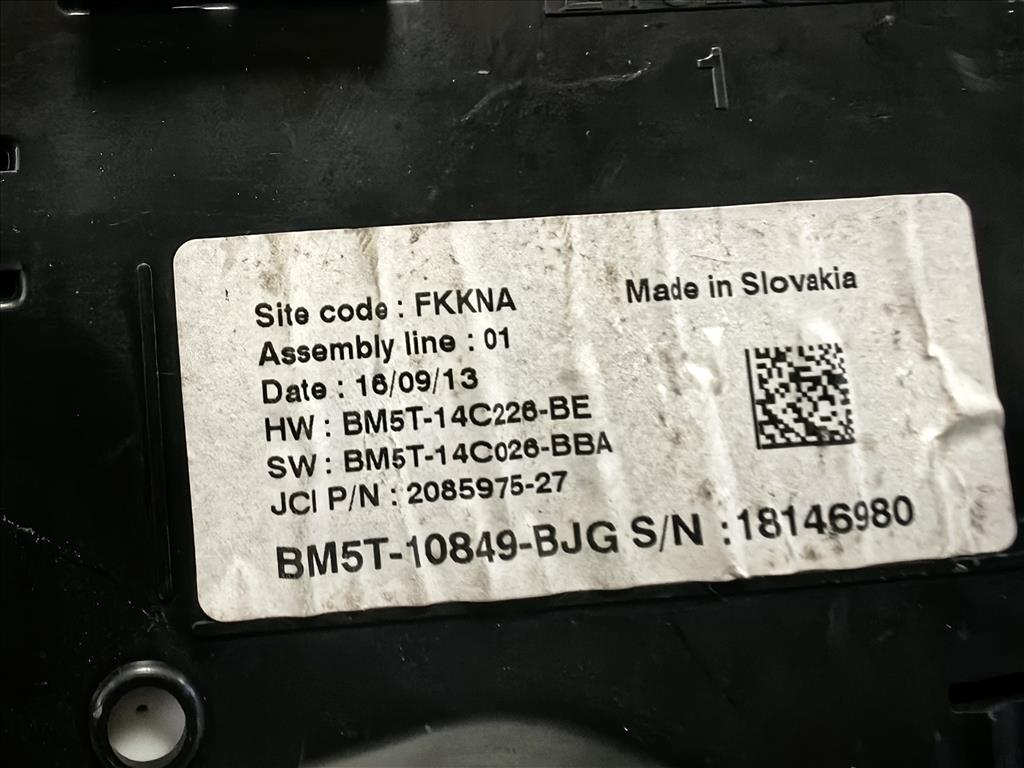 1
Made in Slovakia
Site code : FKKNA
Assembly line : 01
Date : 16/09/13
HW : BM5T-14C226-BE
SW : BM5T-14C026-BBA
JCI P/N : 2085975-27
BM5T-10849-BJG S/N :18146980